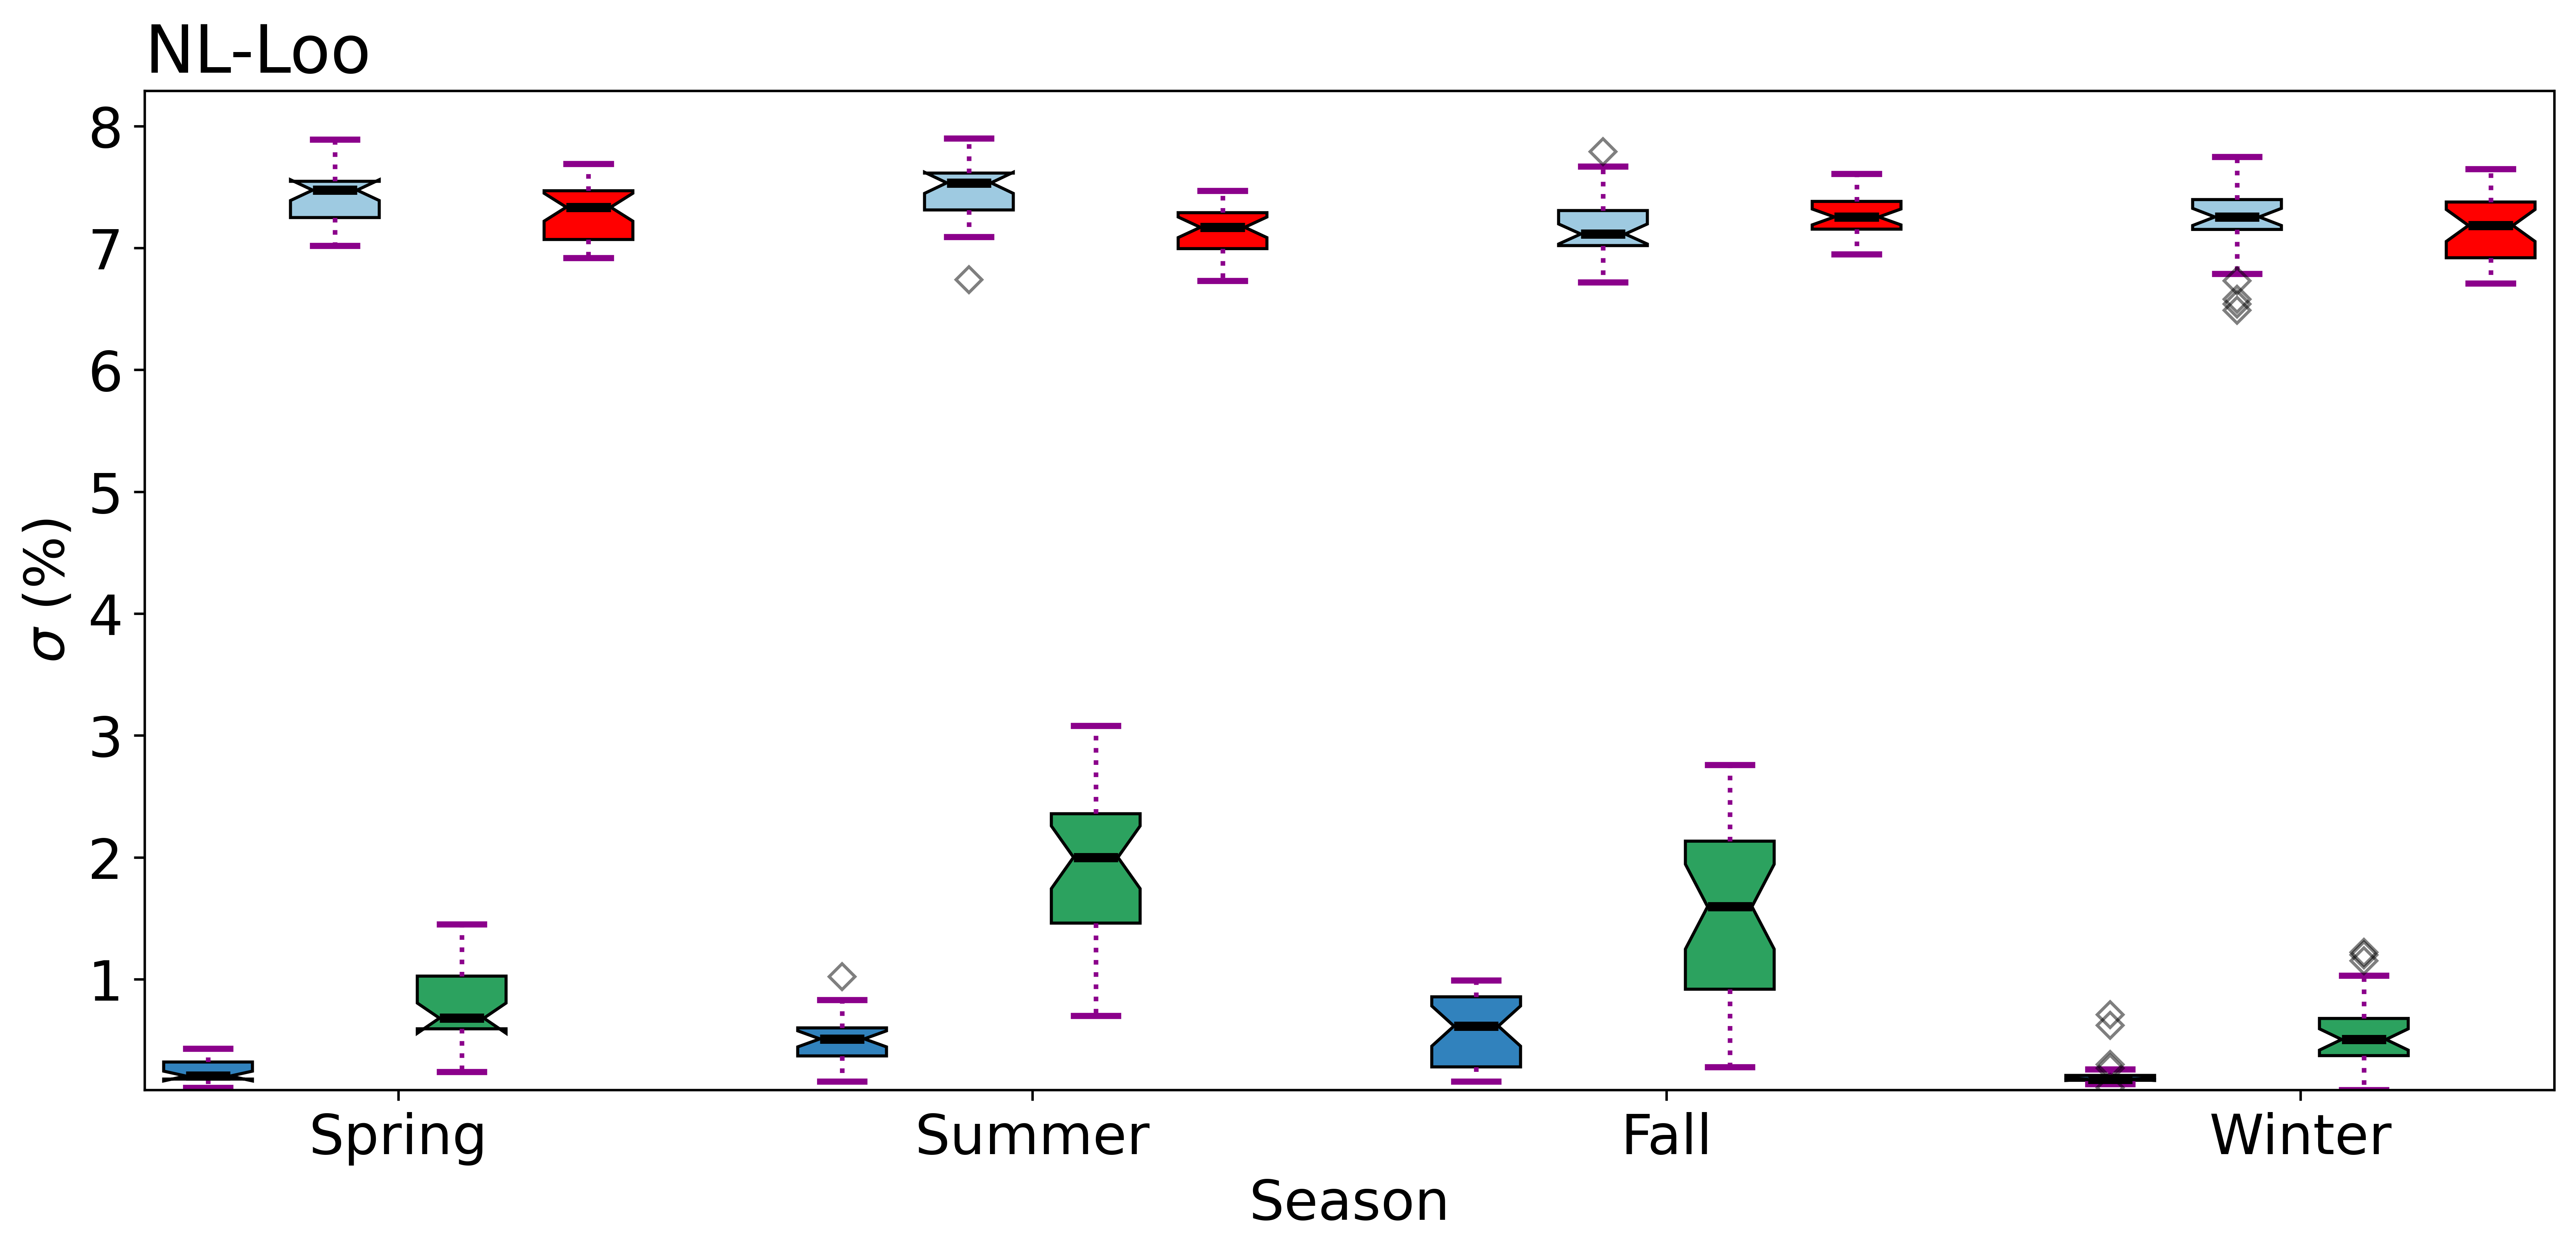 NL-Loo
8
7
6
5
4
3
2
1
σ (%)
Spring Summer Fall Winter
Season